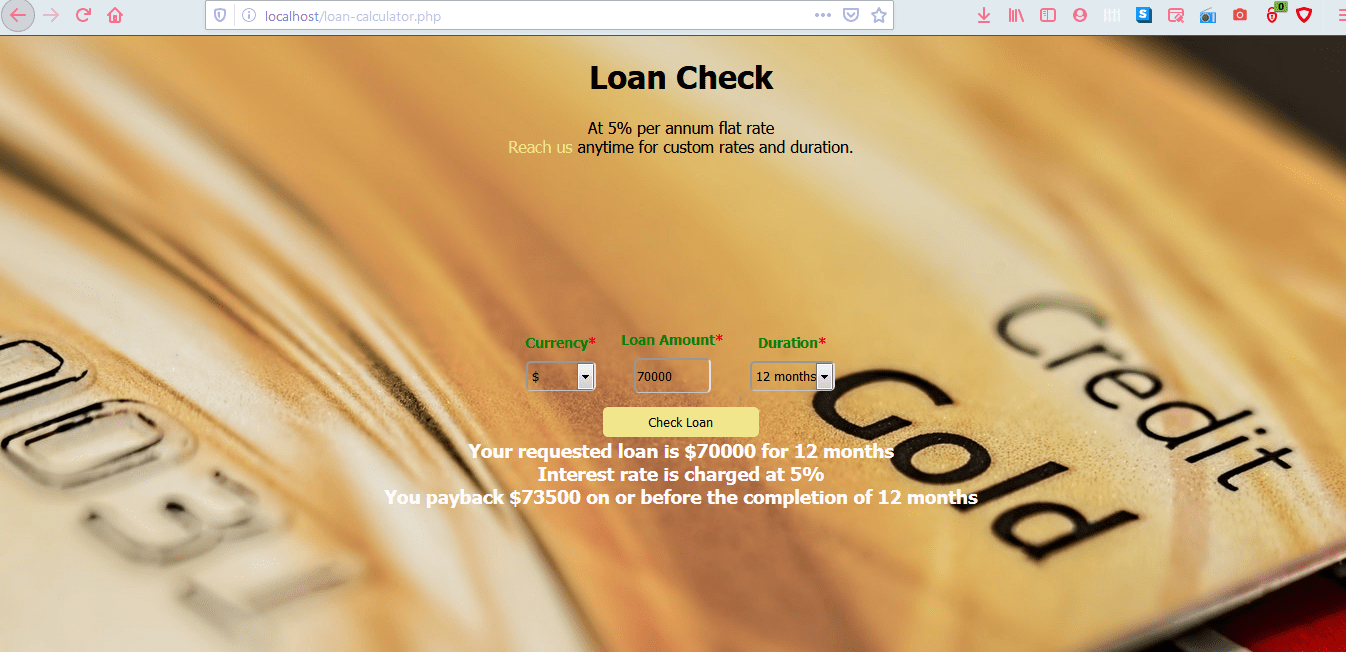 localhost/loan-calculator.php
S
0
Loan Check
At 5% per annum flat rate
Reach us anytime for custom rates and duration.
Currency* Loan Amount* Duration*
$ 70000 12 months
Check Loan
Your requested loan is $70000 for 12 months
Interest rate is charged at 5%
You payback $73500 on or before the completion of 12 months
Credit
Gold